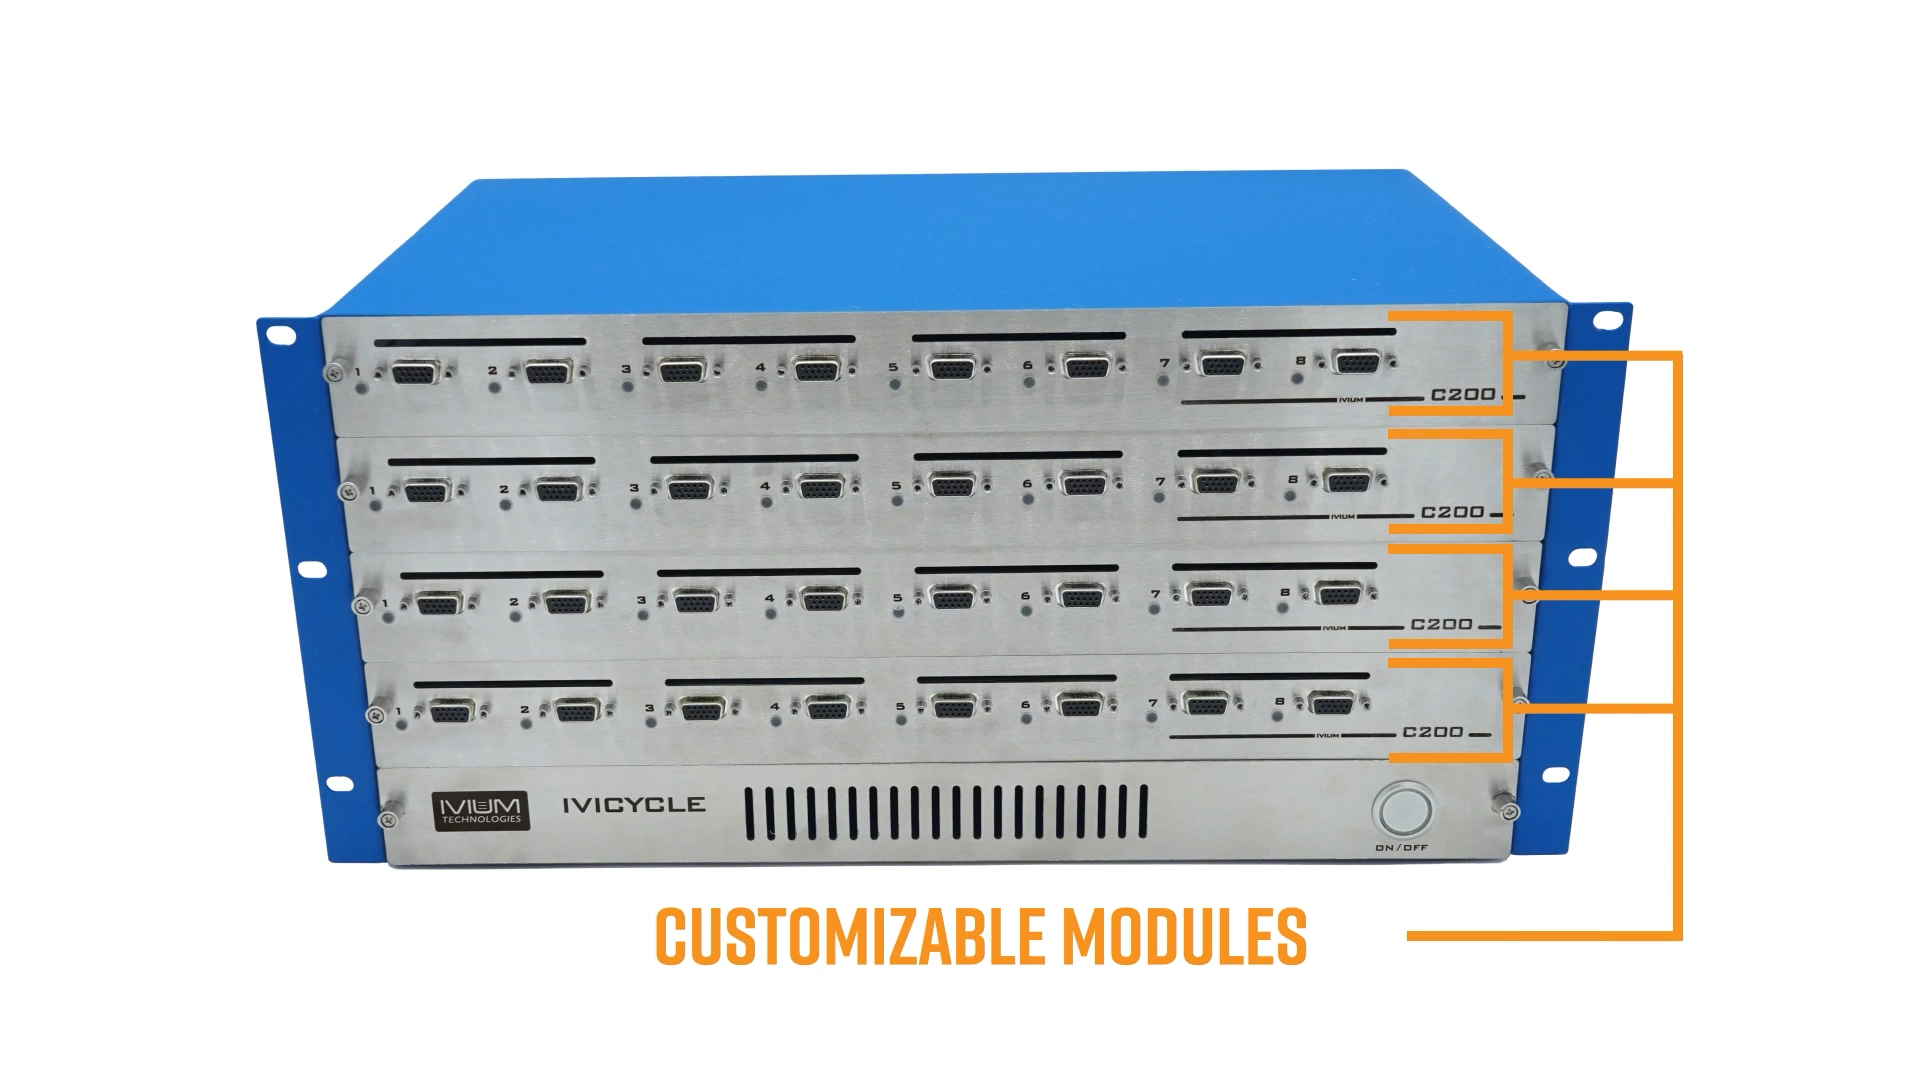 1 2 3 4 5 6 7 8
IVIUM C200
1 2 3 4 5 6 7 8
IVIUM C200
1 2 3 4 5 6 7 8
IVIUM C200
1 2 3 4 5 6 7 8
IVIUM C200
IVIUM
TECHNOLOGIES
IVICYCLE
ON/OFF
CUSTOMIZABLE MODULES